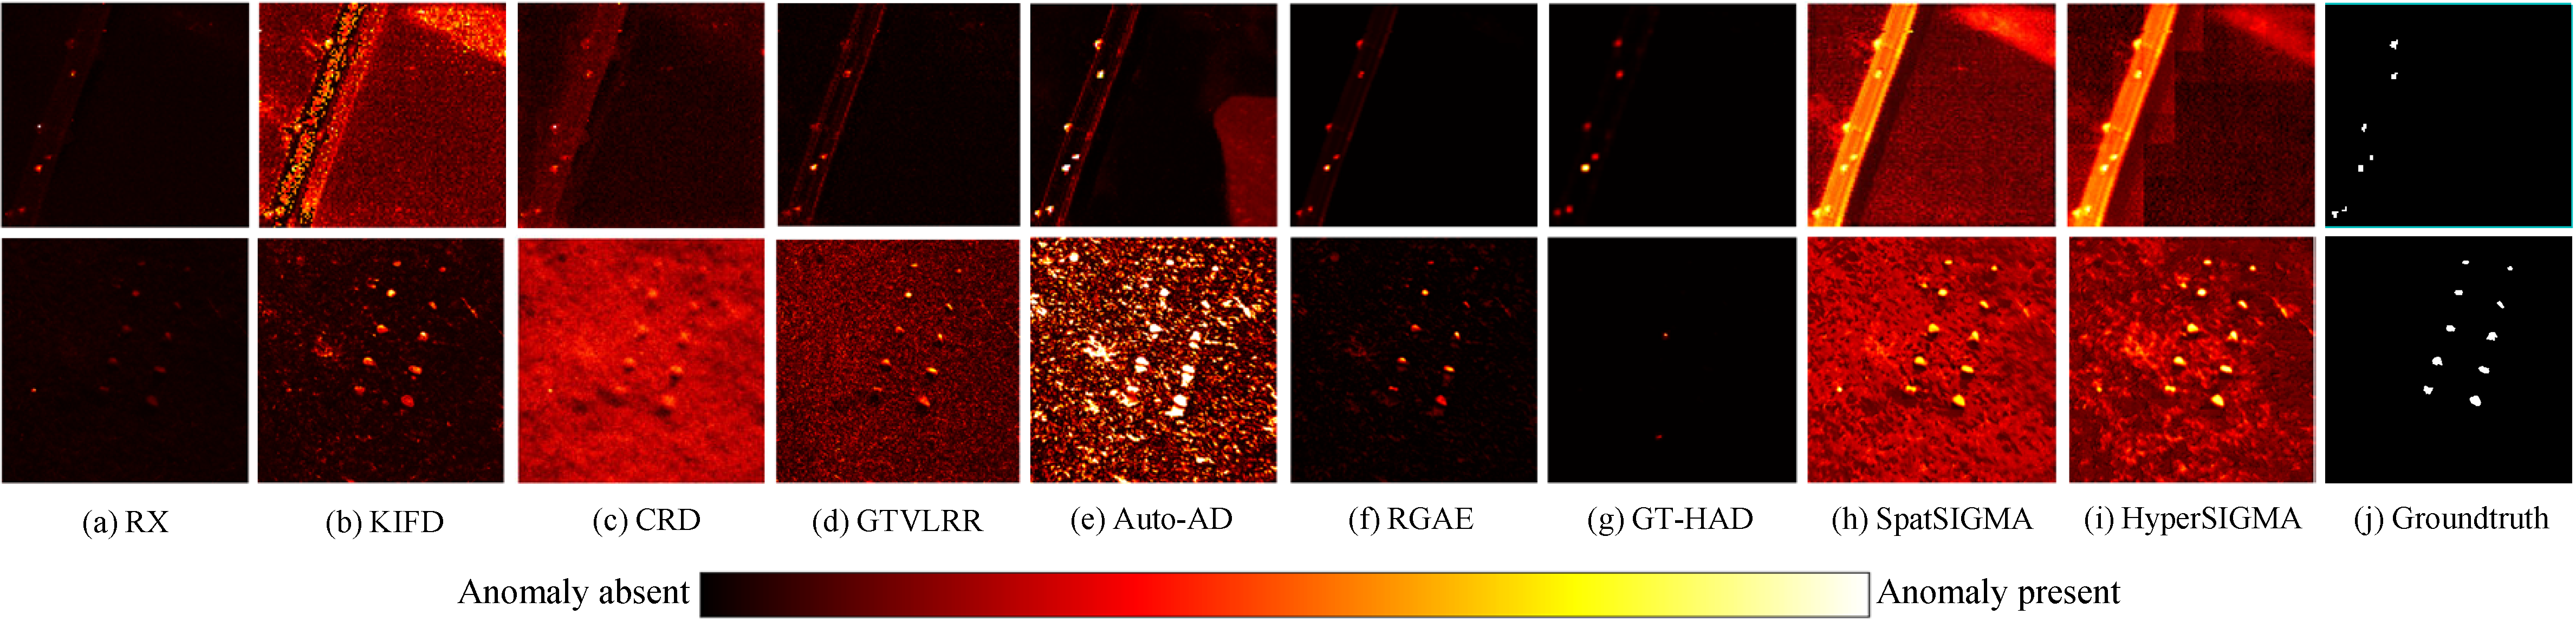 (a) RX (b) KIFD (c) CRD (d) GTVLRR (e) Auto-AD (f) RGAE (g) GT-HAD (h) SpatSIGMA (i) HyperSIGMA (j) Groundtruth
Anomaly absent Anomaly present